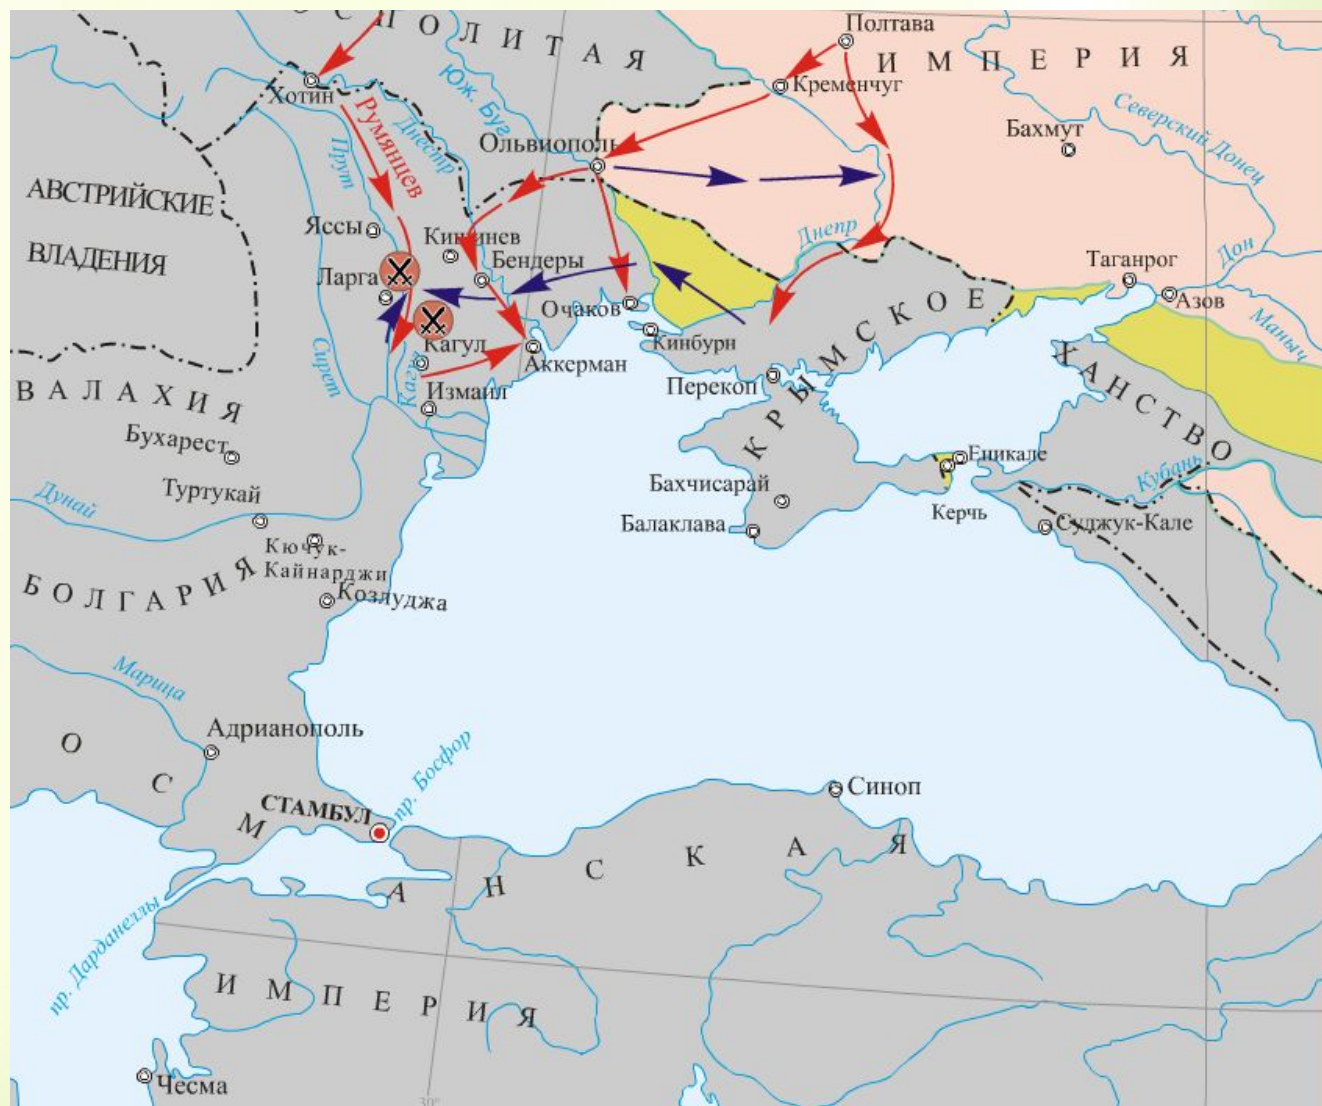 ПОСПОЛИТАЯ
Полтава
ИМПЕРИЯ
Кременчуг
Хотин
Юж. Буг
Северский Донец
Бахмут
Румянцев
Днестр
Прут
Ольвиополь
АВСТРИЙСКИЕ
ВЛАДЕНИЯ
Яссы
Кишинев
Бендеры
Днепр
Дон
Таганрог
Азов
Ларга
Очаков
Кинбурн
Маныч
КРЫМСКОЕ
ХАНСТВО
Сирет
Кагул
Кагул
Аккерман
Измаил
Перекоп
ВАЛАХИЯ
Бухарест
Туртукай
Дунай
Еникале
Кубань
Бахчисарай
Керчь
Балаклава
Суджук-Кале
Кючук-
Кайнарджи
БОЛГАРИЯ
Козлуджа
Марица
Адрианополь
пр. Босфор
СТАМБУЛ
Синоп
ОСМАНСКАЯ
ИМПЕРИЯ
пр. Дарданеллы
Чесма
30°